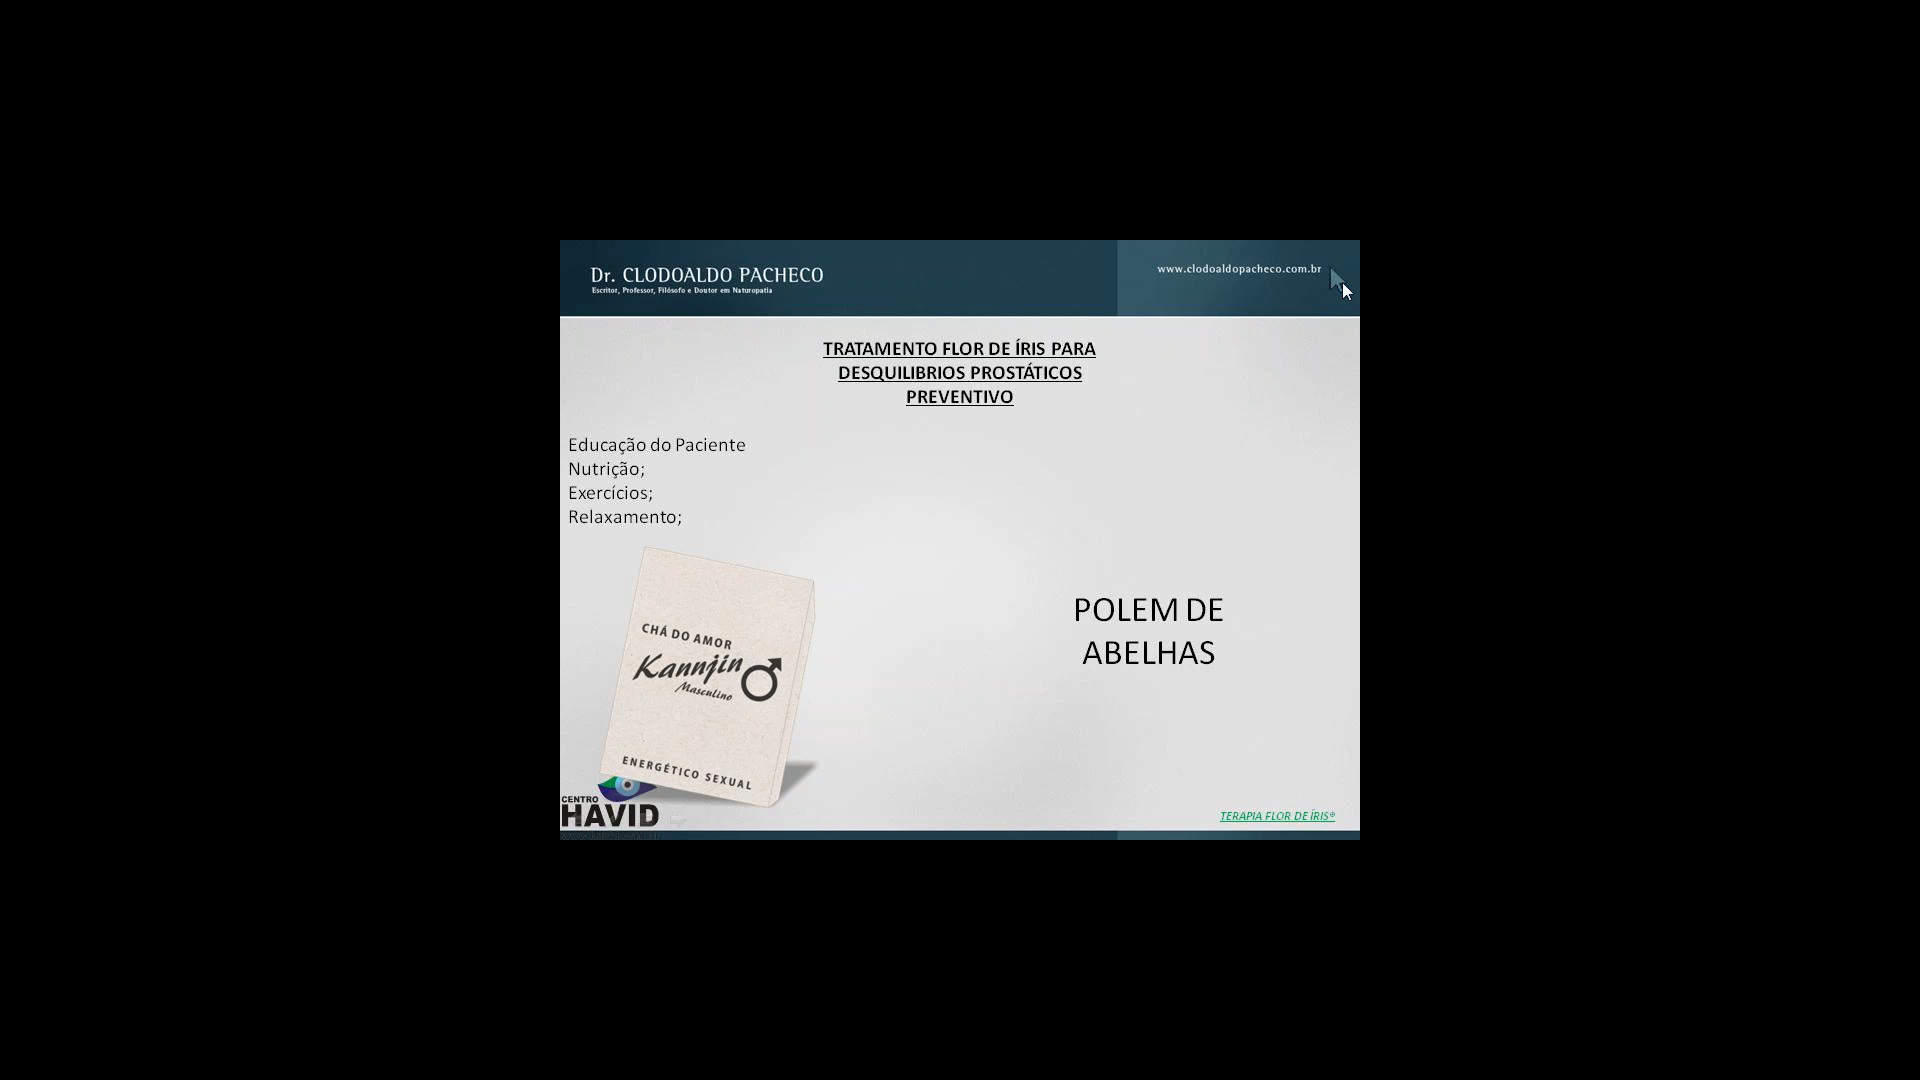 Dr. CLODOALDO PACHECO
Escritor, Professor, Filósofo e Doutor em Naturopatia
www.clodoaldopacheco.com.br
TRATAMENTO FLOR DE ÍRIS PARA
DESQUILIBRIOS PROSTÁTICOS
PREVENTIVO
Educação do Paciente
Nutrição;
Exercícios;
Relaxamento;
CHÁ DO AMOR
Kannjin
Masculino
ENERGÉTICO SEXUAL
POLEM DE
ABELHAS
CENTRO
HAVID
TERAPIA FLOR DE ÍRIS®